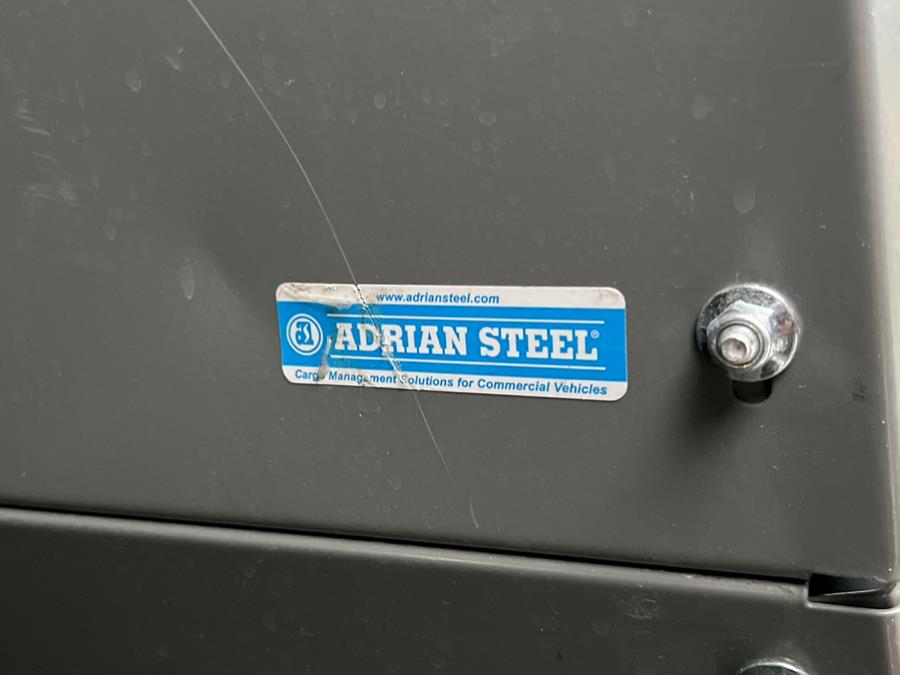 www.adriansteel.com
ADRIAN STEEL®
Cargo Management Solutions for Commercial Vehicles